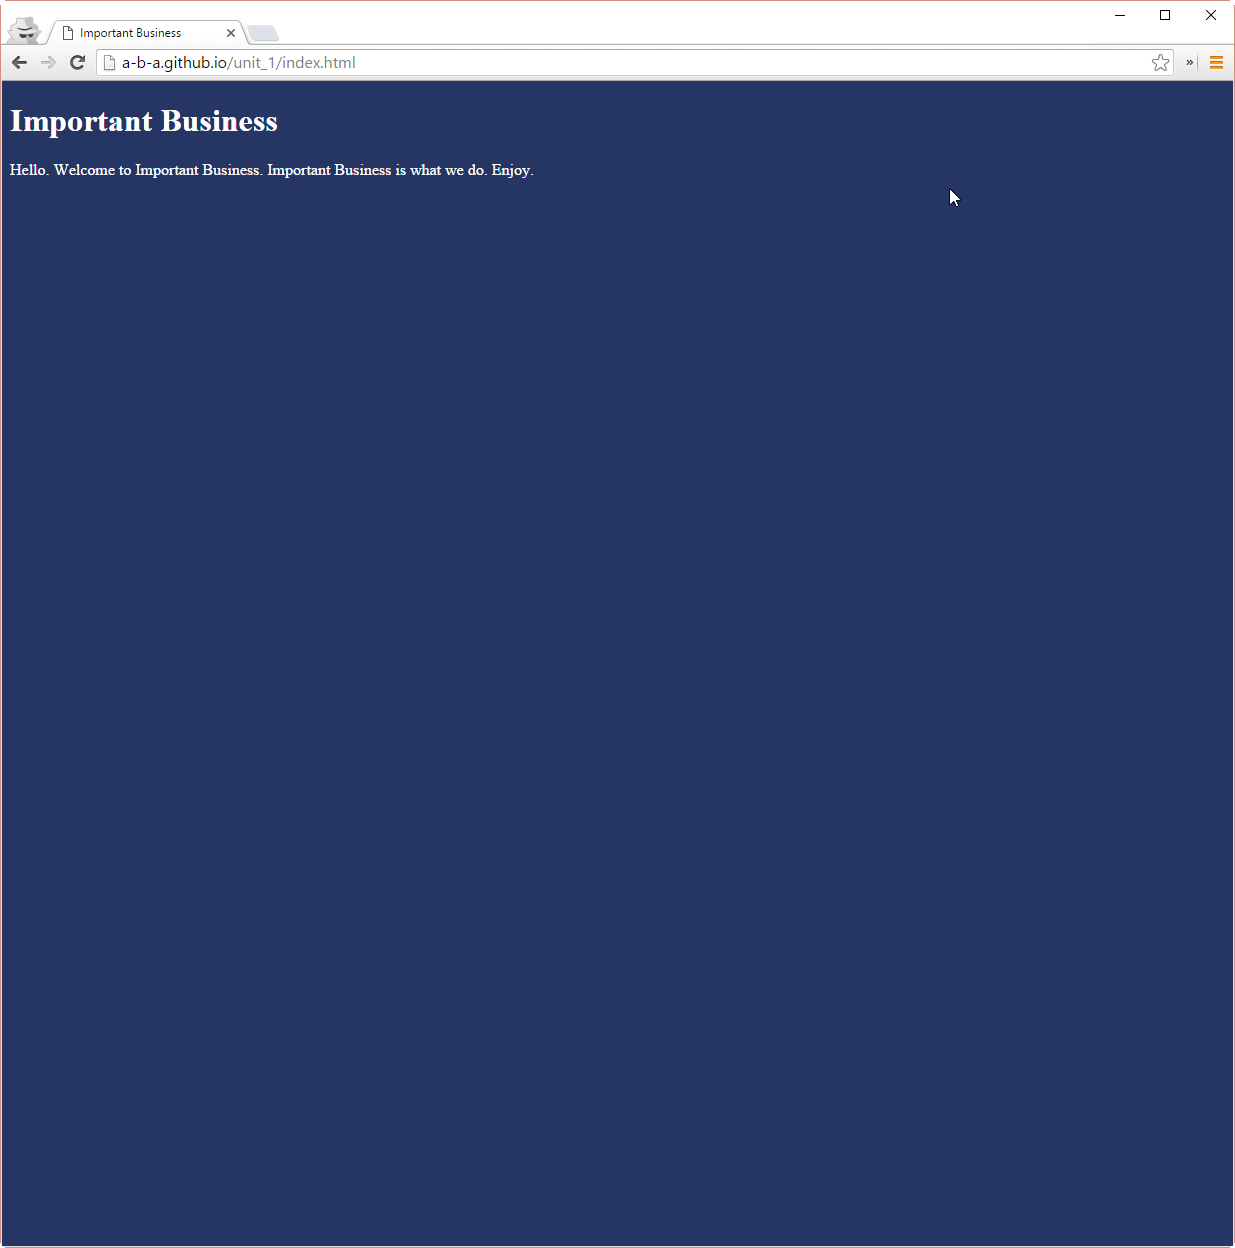 Important Business
a-b-a.github.io/unit_1/index.html
Important Business
Hello. Welcome to Important Business. Important Business is what we do. Enjoy.